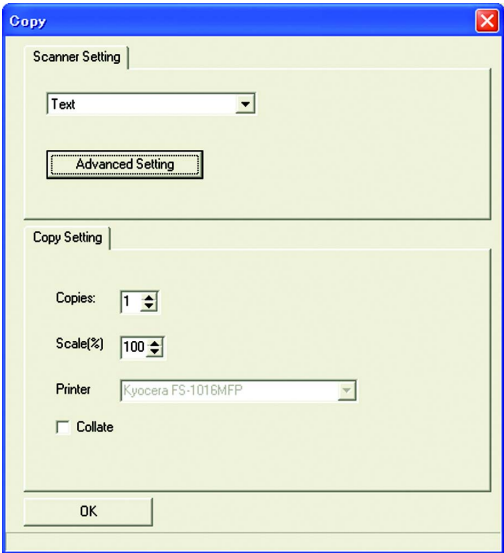 Copy
Scanner Setting
Text
Advanced Setting
Copy Setting
Copies: 1
Scale(%) 100
Printer Kyocera FS-1016MFP
Collate
OK